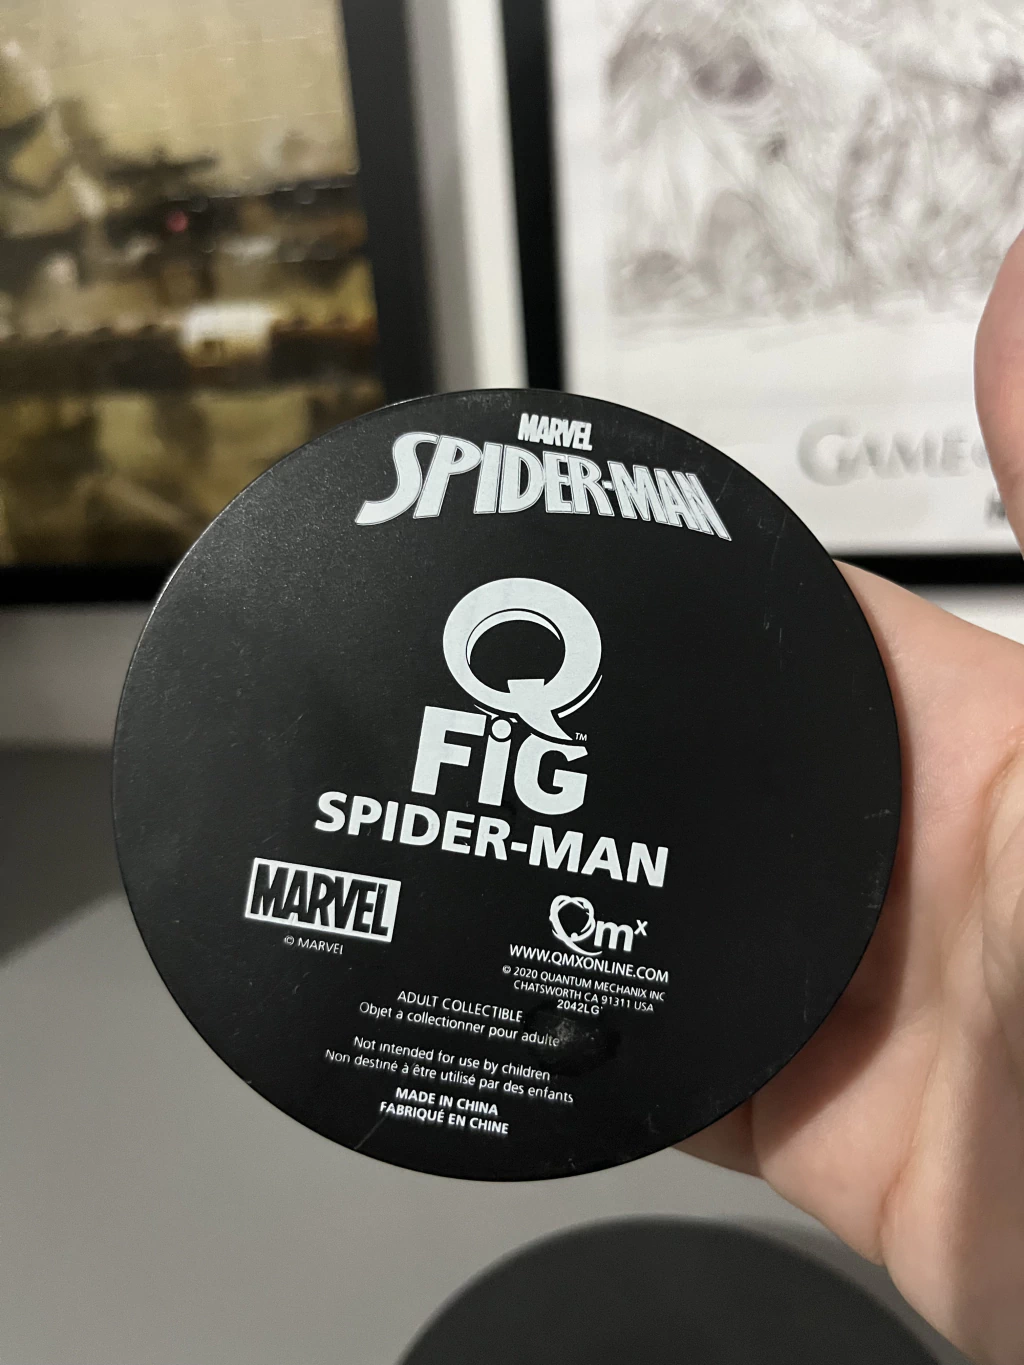 GAME
MARVEL
SPIDER-MAN
Q
FiG™
SPIDER-MAN
MARVEL
© MARVEL
Qmx
WWW.QMXONLINE.COM
© 2020 QUANTUM MECHANIX INC
CHATSWORTH CA 91311 USA
2042LG
ADULT COLLECTIBLE
Objet à collectionner pour adulte
Not intended for use by children
Non destiné à être utilisé par des enfants
MADE IN CHINA
FABRIQUÉ EN CHINE